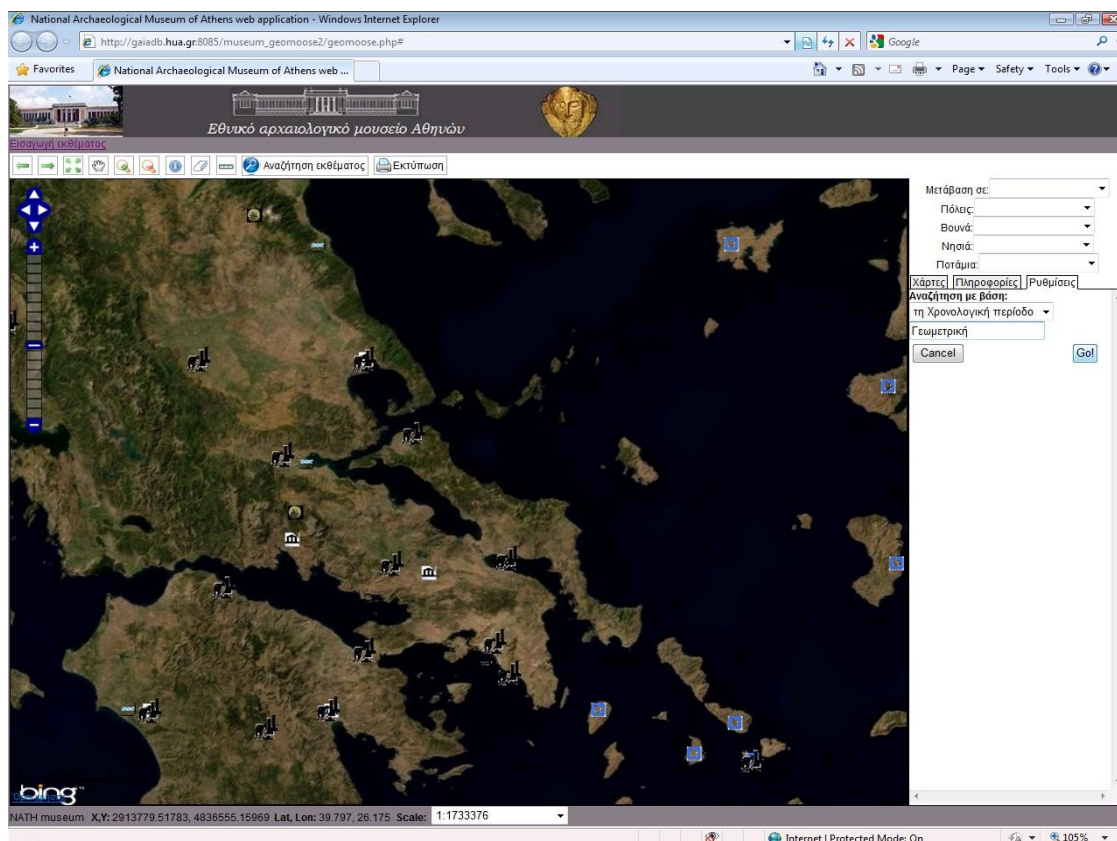 National Archaeological Museum of Athens web application - Windows Internet Explorer
http://gaiadb.hua.gr:8085/museum_geomoose2/geomoose.php#
Google
Favorites
National Archaeological Museum of Athens web ...
Page
Safety
Tools
Εθνικό αρχαιολογικό μουσείο Αθηνών
Εισαγωγή εκθέματος
Αναζήτηση εκθέματος
Εκτύπωση
Μετάβαση σε:
Πόλεις:
Βουνά:
Νησιά:
Ποτάμια:
Χάρτες Πληροφορίες Ρυθμίσεις
Αναζήτηση με βάση:
τη Χρονολογική περίοδο
Γεωμετρική
Cancel Go!
bing
NATH museum X,Y: 2913779.51783, 4836555.15969 Lat, Lon: 39.797, 26.175 Scale: 1:1733376
Internet | Protected Mode: On
105%